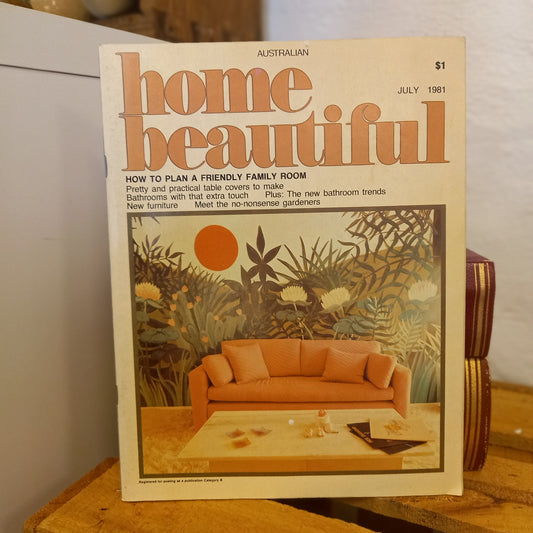 AUSTRALIAN
home
beautiful
$1
JULY 1981
HOW TO PLAN A FRIENDLY FAMILY ROOM
Pretty and practical table covers to make
Bathrooms with that extra touch Plus: The new bathroom trends
New furniture Meet the no-nonsense gardeners
Registered for posting as a publication Category B